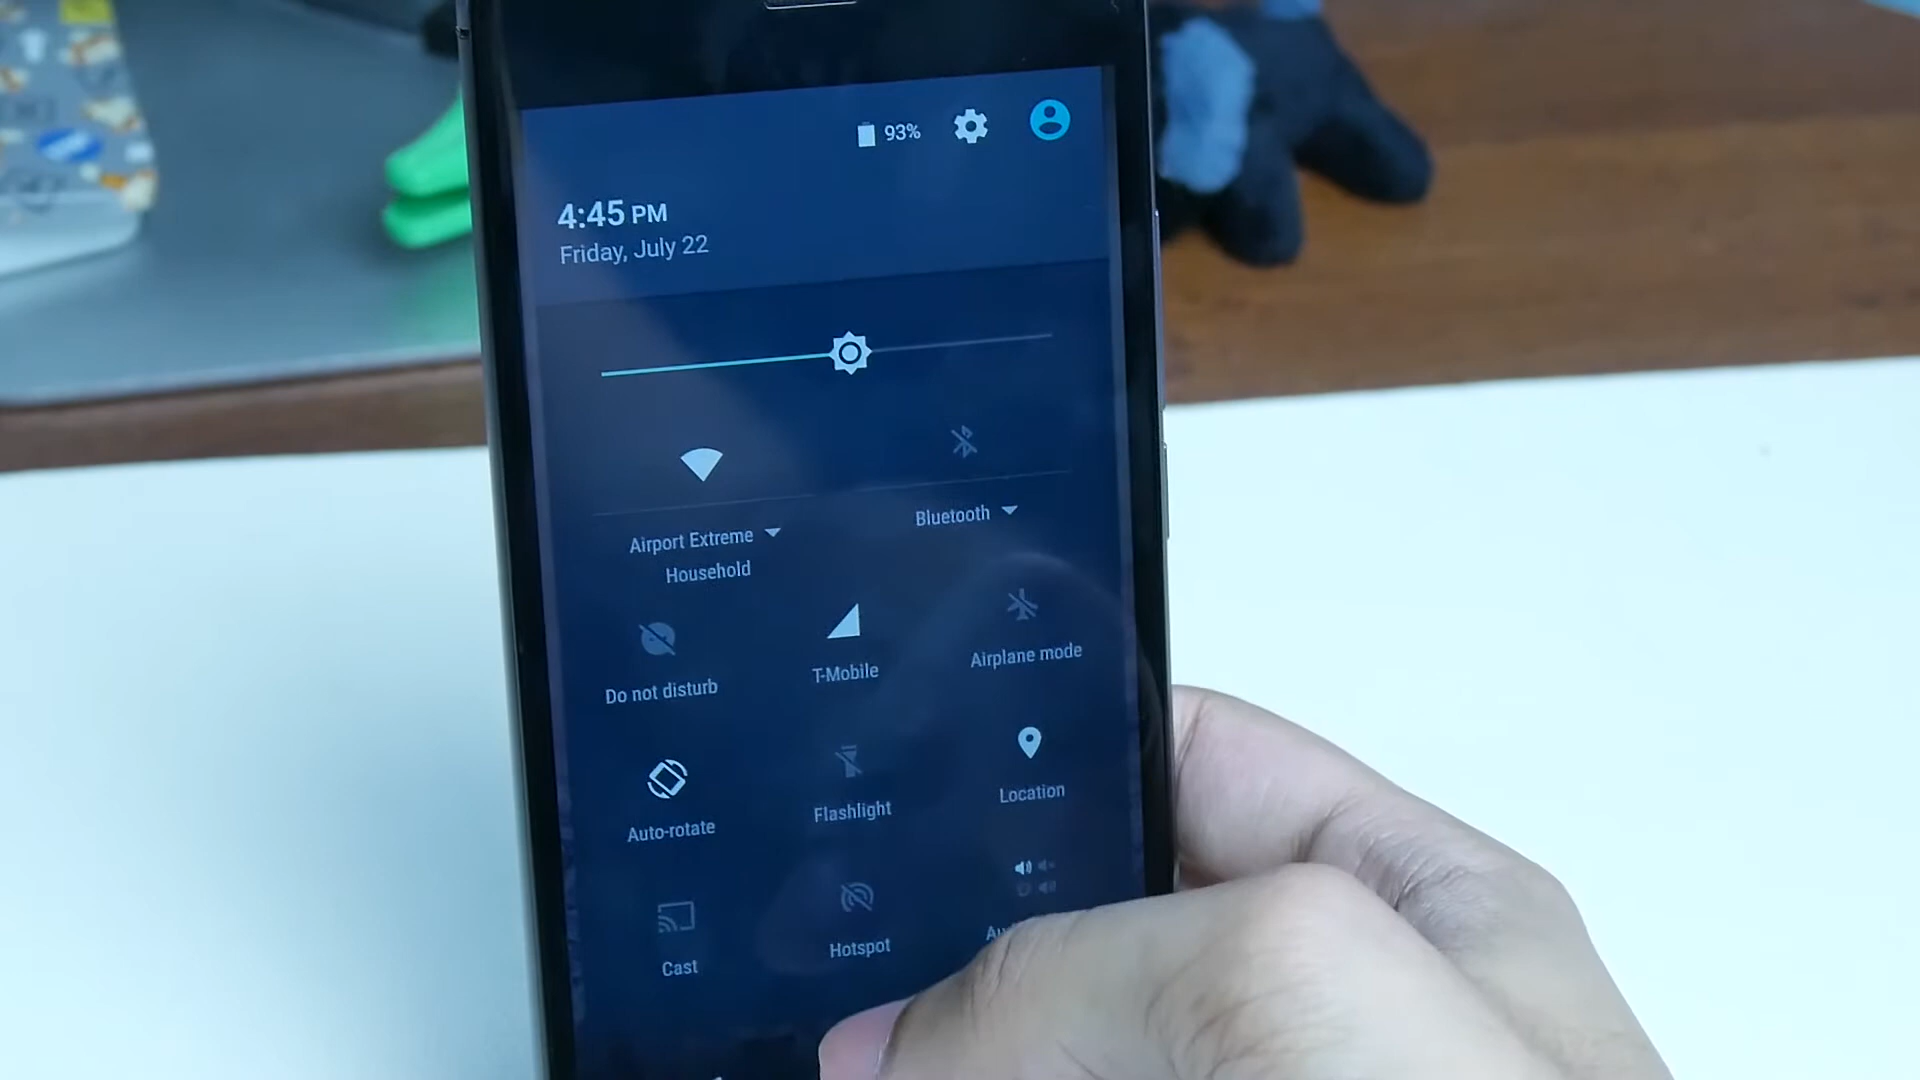 93%
4:45 PM
Friday, July 22
Airport Extreme
Household
Bluetooth
Do not disturb
T-Mobile
Airplane mode
Auto-rotate
Flashlight
Location
Cast
Hotspot